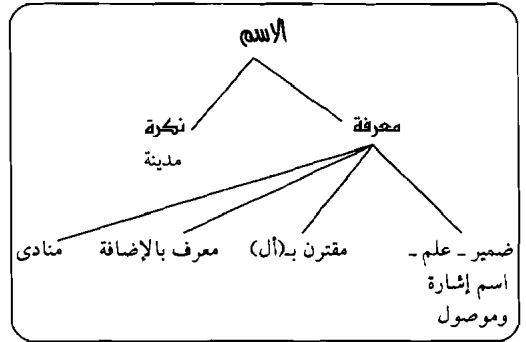 الاسم
معرفة نكرة
مدينة
ضمير - علم - مقترن بـ(أل) معرف بالإضافة منادى
اسم إشارة
وموصول